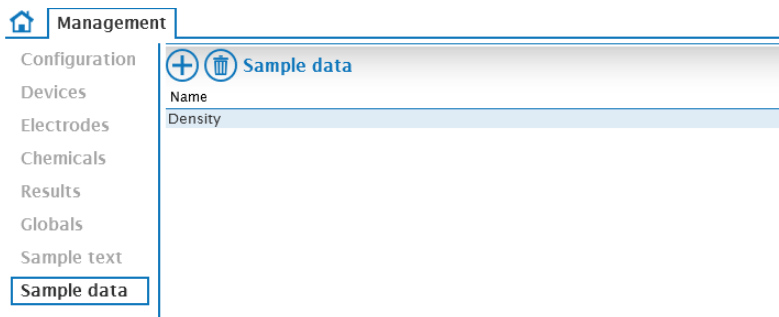 Management
Configuration
Devices
Electrodes
Chemicals
Results
Globals
Sample text
Sample data
Sample data
Name
Density